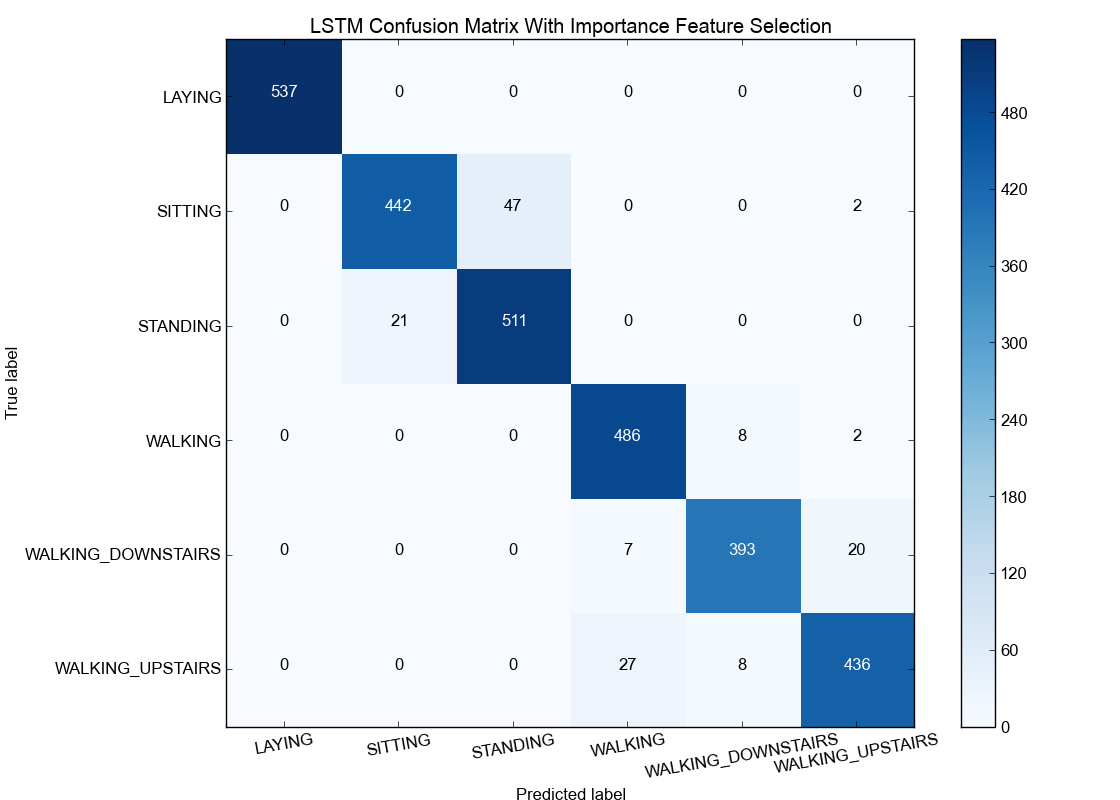 LSTM Confusion Matrix With Importance Feature Selection
LAYING 537 0 0 0 0 0
SITTING 0 442 47 0 0 2
STANDING 0 21 511 0 0 0
WALKING 0 0 0 486 8 2
WALKING_DOWNSTAIRS 0 0 0 7 393 20
WALKING_UPSTAIRS 0 0 0 27 8 436
True label
LAYING SITTING STANDING WALKING WALKING_DOWNSTAIRS WALKING_UPSTAIRS
Predicted label
480
420
360
300
240
180
120
60
0